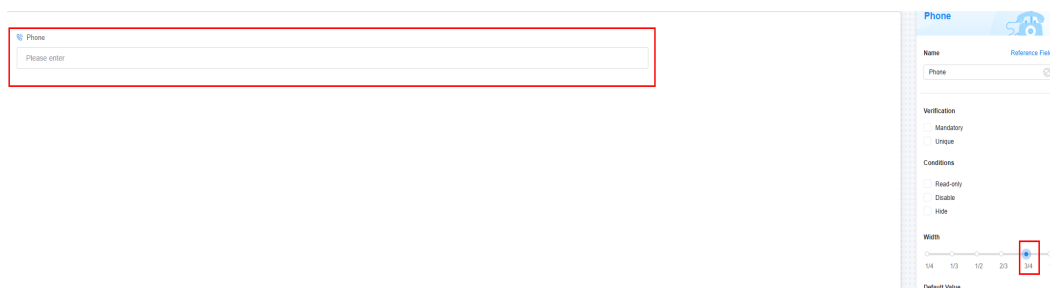 Phone
Please enter
Phone
Name Reference Fiel
Phone
Verification
Mandatory
Unique
Conditions
Read-only
Disable
Hide
Width
1/4 1/3 1/2 2/3 3/4
Default Value